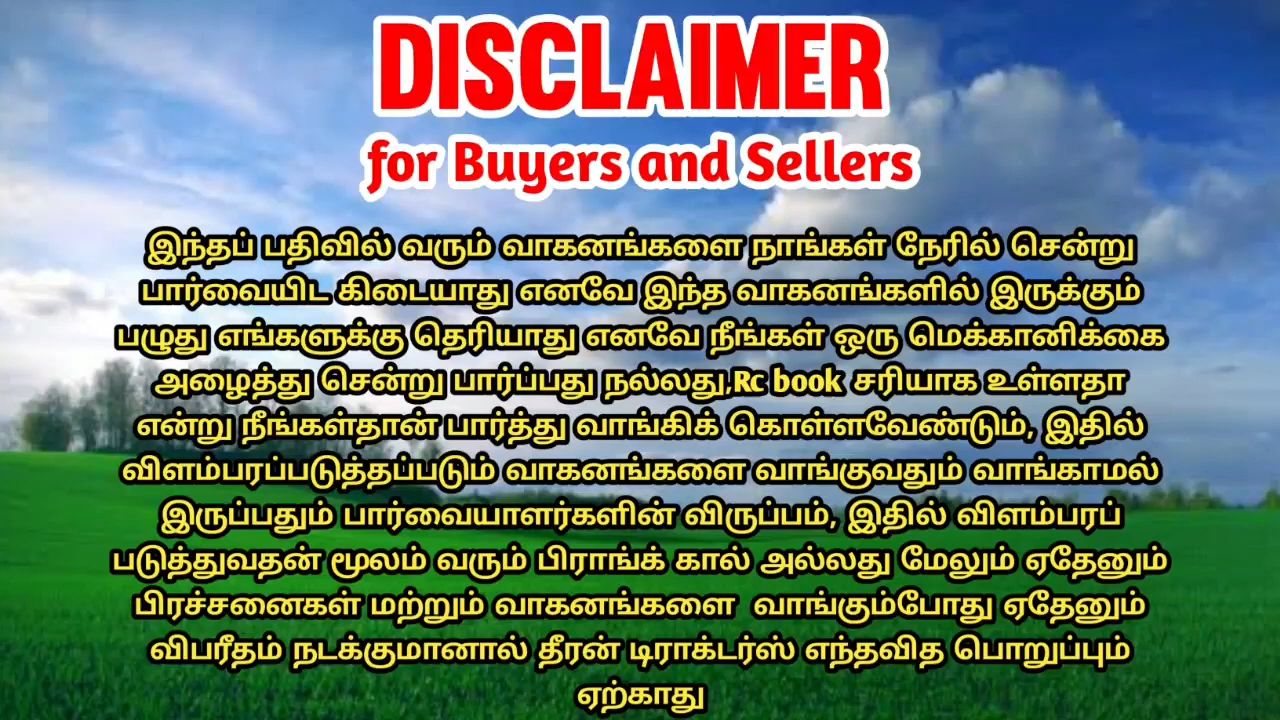 DISCLAIMER
for Buyers and Sellers
இந்தப் பதிவில் வரும் வாகனங்களை நாங்கள் நேரில் சென்று
பார்வையிட கிடையாது எனவே இந்த வாகனங்களில் இருக்கும்
பழுது எங்களுக்கு தெரியாது எனவே நீங்கள் ஒரு மெக்கானிக்கை
அழைத்து சென்று பார்ப்பது நல்லது,Rc book சரியாக உள்ளதா
என்று நீங்கள்தான் பார்த்து வாங்கிக் கொள்ளவேண்டும், இதில்
விளம்பரப்படுத்தப்படும் வாகனங்களை வாங்குவதும் வாங்காமல்
இருப்பதும் பார்வையாளர்களின் விருப்பம், இதில் விளம்பரப்
படுத்துவதன் மூலம் வரும் பிராங்க் கால் அல்லது மேலும் ஏதேனும்
பிரச்சனைகள் மற்றும் வாகனங்களை வாங்கும்போது ஏதேனும்
விபரீதம் நடக்குமானால் தீரன் டிராக்டர்ஸ் எந்தவித பொறுப்பும்
ஏற்காது